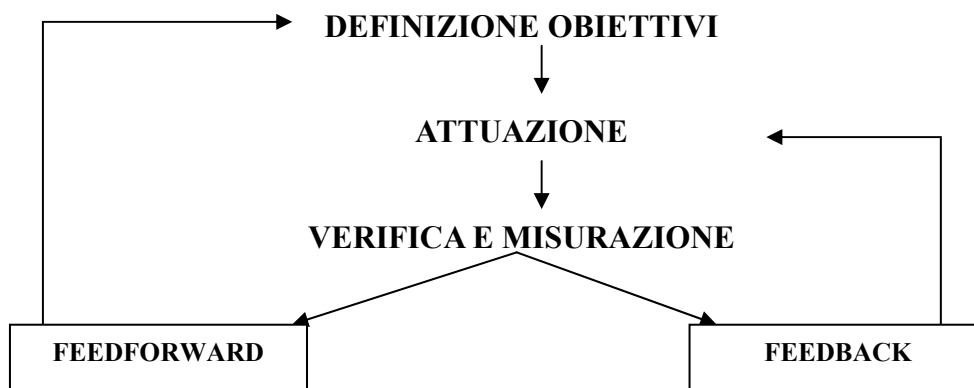 DEFINIZIONE OBIETTIVI
ATTUAZIONE
VERIFICA E MISURAZIONE
FEEDFORWARD
FEEDBACK